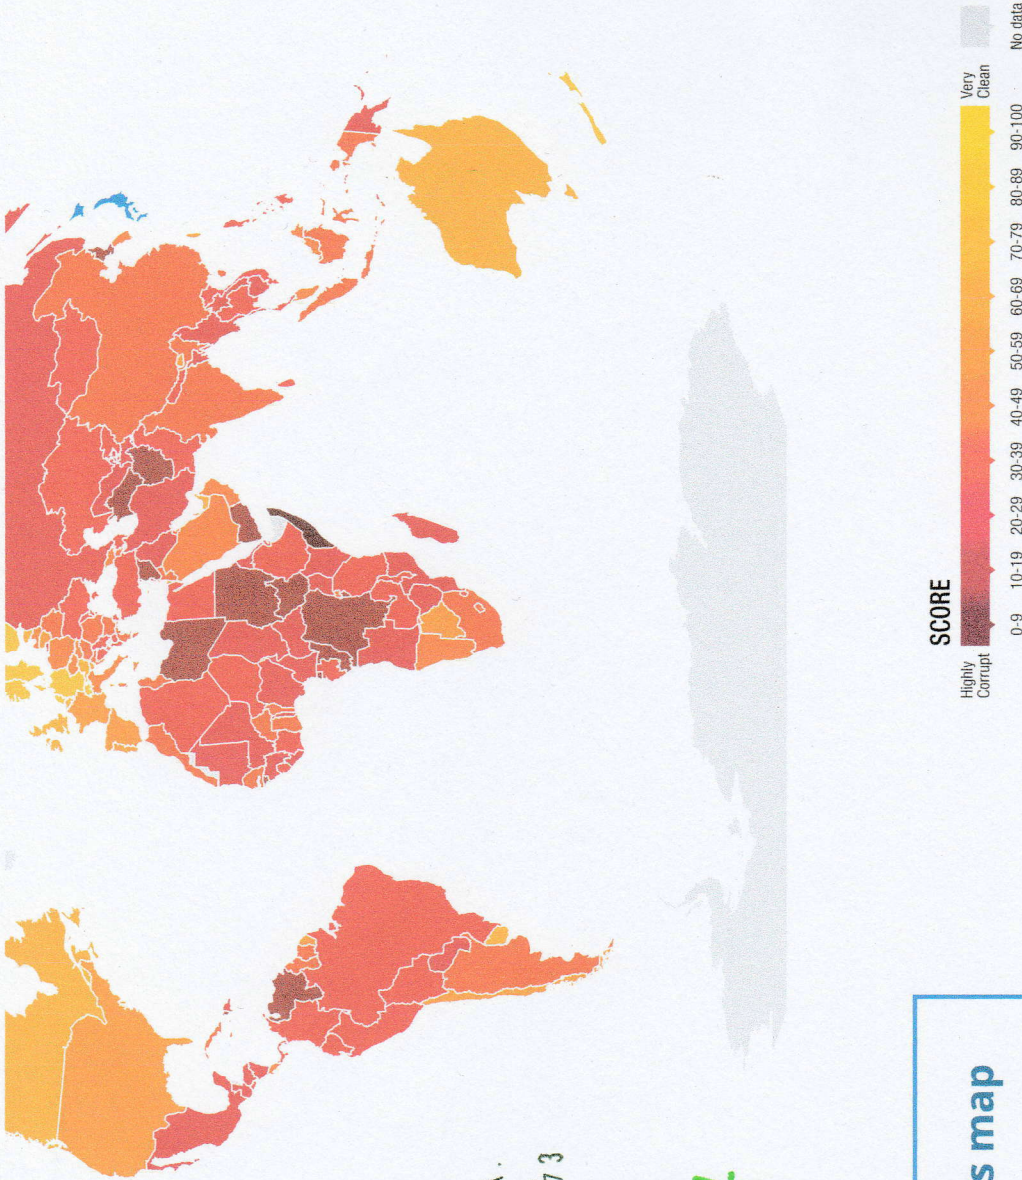 SCORE
Highly
Corrupt
Very
Clean
0-9 10-19 20-29 30-39 40-49 50-59 60-69 70-79 80-89 90-100 No data
s map
73